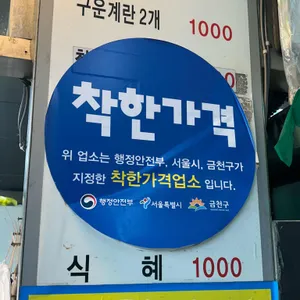 구운계란 2개 1000
착한가격
위 업소는 행정안전부, 서울시, 금천구가
지정한 착한가격업소 입니다.
행정안전부 서울특별시 금천구
식 혜 1000